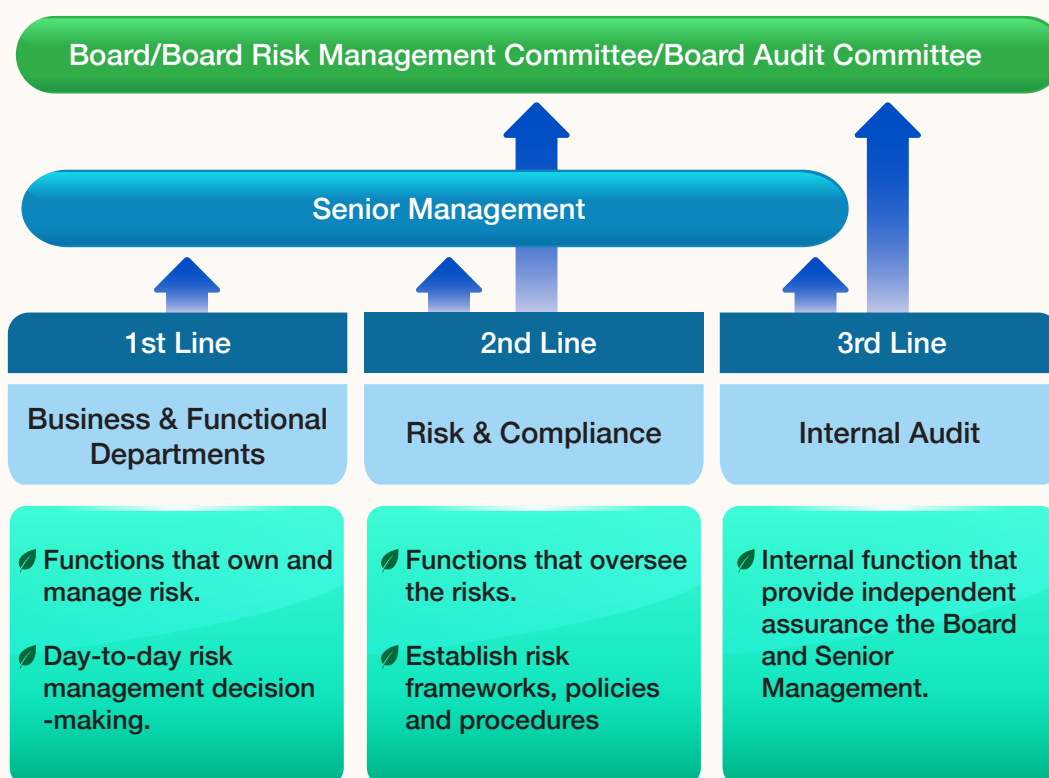 Board/Board Risk Management Committee/Board Audit Committee
Senior Management
1st Line
Business & Functional
Departments
Functions that own and
manage risk.
Day-to-day risk
management decision
-making.
2nd Line
Risk & Compliance
Functions that oversee
the risks.
Establish risk
frameworks, policies
and procedures
3rd Line
Internal Audit
Internal function that
provide independent
assurance the Board
and Senior
Management.